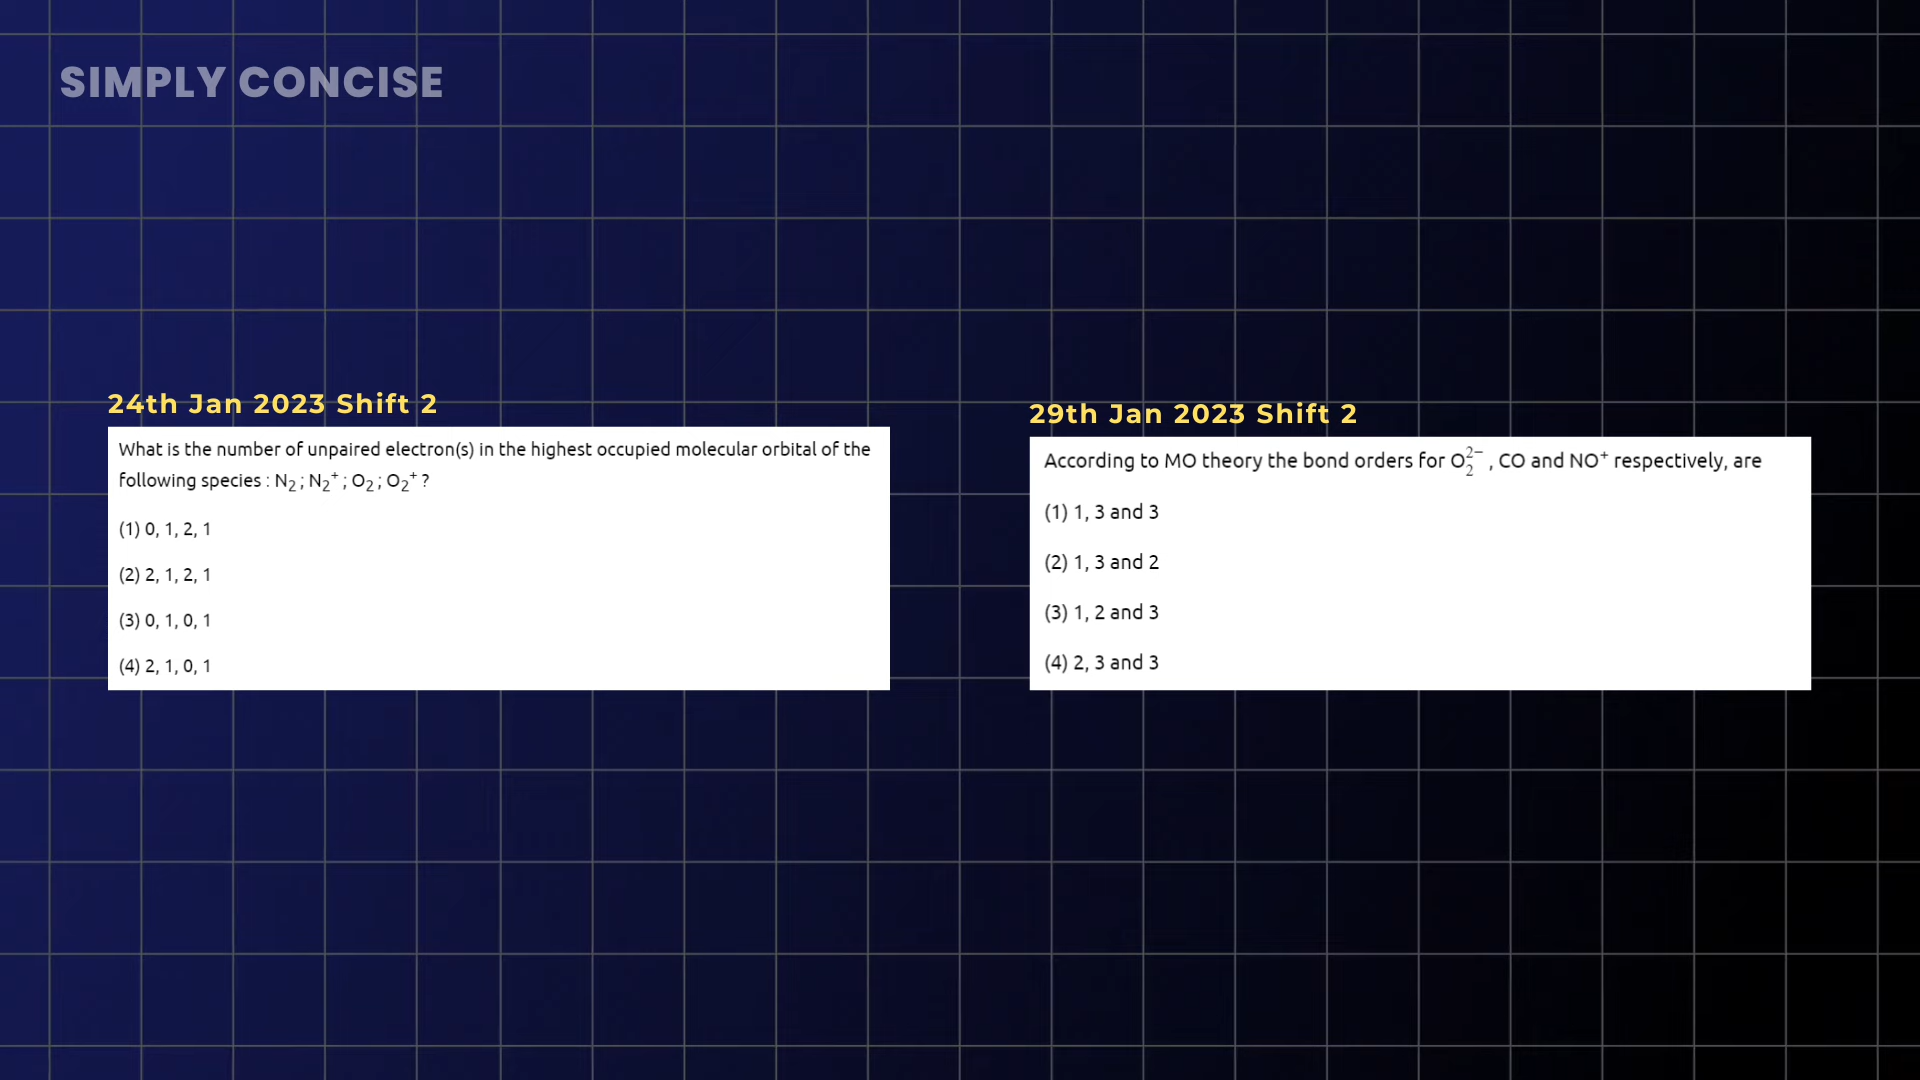 SIMPLY CONCISE
24th Jan 2023 Shift 2
What is the number of unpaired electron(s) in the highest occupied molecular orbital of the
following species : N₂ ; N₂⁺ ; O₂ ; O₂⁺ ?
(1) 0, 1, 2, 1
(2) 2, 1, 2, 1
(3) 0, 1, 0, 1
(4) 2, 1, 0, 1
29th Jan 2023 Shift 2
According to MO theory the bond orders for O₂²⁻ , CO and NO⁺ respectively, are
(1) 1, 3 and 3
(2) 1, 3 and 2
(3) 1, 2 and 3
(4) 2, 3 and 3